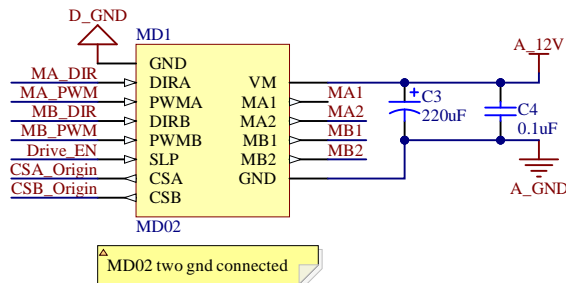 D_GND
MD1
A_12V
GND
MA_DIR DIRA VM
MA_PWM PWMA MA1 MA1
MB_DIR DIRB MA2 MA2
MB_PWM PWMB MB1 MB1
Drive_EN SLP MB2 MB2
CSA_Origin CSA GND
CSB_Origin CSB
C3
220uF
C4
0.1uF
A_GND
MD02
MD02 two gnd connected
+